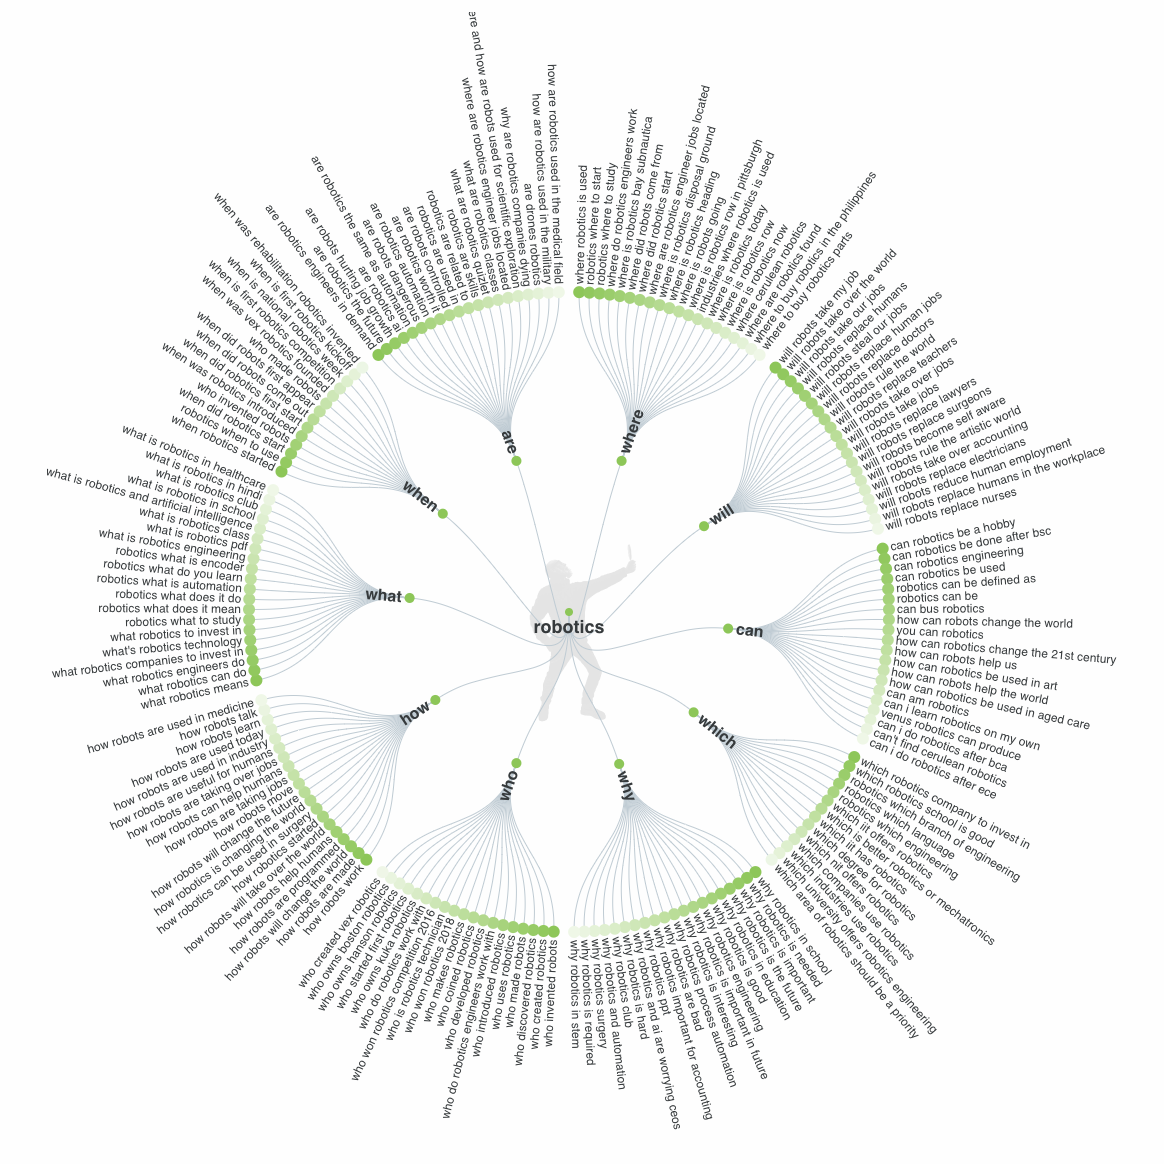 robotics
where
where robotics is used
robotics where to start
robotics where to study
where do robotics engineers work
where is robotics bay subnautica
where did robots come from
where did robotics start
where are robotics engineer jobs located
where is robotics disposal ground
where is robotics heading
where is robots going
where is robotics row in pittsburgh
industries where robotics is used
where is robotics today
where is robotics row
where is robotics now
where cerulean robotics
where are robotics found
where to buy robotics in the philippines
where to buy robotics parts
will
will robots take my job
will robots take over the world
will robots take our jobs
will robots replace humans
will robots steal our jobs
will robots replace human jobs
will robots replace doctors
will robots rule the world
will robots replace teachers
will robots take over jobs
will robots take jobs
will robots replace lawyers
will robots replace surgeons
will robots become self aware
will robots rule the artistic world
will robots take over accounting
will robots replace electricians
will robots reduce human employment
will robots replace humans in the workplace
will robots replace nurses
can
can robotics be a hobby
can robotics be done after bsc
can robotics engineering
can robotics be used
robotics can be defined as
robotics can be
can bus robotics
how can robots change the world
you can robotics
how can robotics change the 21st century
how can robots help us
how can robotics be used in art
how can robots help the world
how can robotics be used in aged care
can am robotics
can i learn robotics on my own
venus robotics can produce
can i do robotics after bca
can't find cerulean robotics
can i do robotics after ece
which
which robotics company to invest in
which robotics school is good
robotics which branch of engineering
robotics which language
robotics which engineering
which iit offers robotics
which is better robotics or mechatronics
which iit has robotics
which degree for robotics
which nit offers robotics
which companies use robotics
which industries use robotics
which university offers robotics engineering
which area of robotics should be a priority
why
why robotics in school
why robotics is needed
why robotics is important
why robotics is the future
why robotics in education
why robotics is good
why robotics engineering
why robotics is important in future
why robotics is interesting
why robotics process automation
why robotics are bad
why robotics important for accounting
why robotics ppt
why robotics and ai are worrying ceos
why robotics is hard
why robotics club
why robotics and automation
why robotics surgery
why robotics is required
why robotics in stem
who
who invented robots
who created robotics
who discovered robotics
who made robots
who uses robotics
who introduced robotics
who do robotics engineers work with
who developed robotics
who coined robotics
who makes robotics
who won robotics 2018
who is robotics technician
who won robotics competition 2016
who do robotics work with
who owns kuka robotics
who started first robotics
who owns hanson robotics
who owns boston robotics
who created vex robotics
how
how robots work
how robots are made
how robots will change the world
how robots are programmed
how robots help humans
how robots will take over the world
how robotics started
how robotics can be used in surgery
how robotics is changing the world
how robots will change the future
how robots move
how robots are taking jobs
how robots can help humans
how robots are taking over jobs
how robots are useful for humans
how robots are used in industry
how robots are used today
how robots learn
how robots talk
how robots are used in medicine
what
what robotics means
what robotics can do
what robotics engineers do
what robotics companies to invest in
what's robotics technology
what robotics to invest in
robotics what to study
robotics what does it mean
robotics what does it do
robotics what is automation
robotics what do you learn
robotics what is encoder
what is robotics engineering
what is robotics pdf
what is robotics class
what is robotics and artificial intelligence
what is robotics in school
what is robotics club
what is robotics in hindi
what is robotics in healthcare
when
when robotics started
robotics when to use
when did robotics start
who invented robots
when was robotics introduced
when did robotics first start
when did robots come out
when did robots first appear
who made robots
when was vex robotics founded
when is first robotics competition
when is national robotics week
when is first robotics kickoff
when was rehabilitation robotics invented
are
are robotics engineers in demand
are robotics the future
are robots hurting job growth
are robotics ai
are robotics the same as automation
are robots dangerous
are robotics automation
are robotics worth it
robots are controlled
robotics are used in
robotics are related to
robotics are skills
what are robotics quizlet
what are robotics classes
where are robotics engineer jobs located
ere and how are robots used for scientific exploration
why are robotics companies dying
are drones robotics
how are robotics used in the military
how are robotics used in the medical field